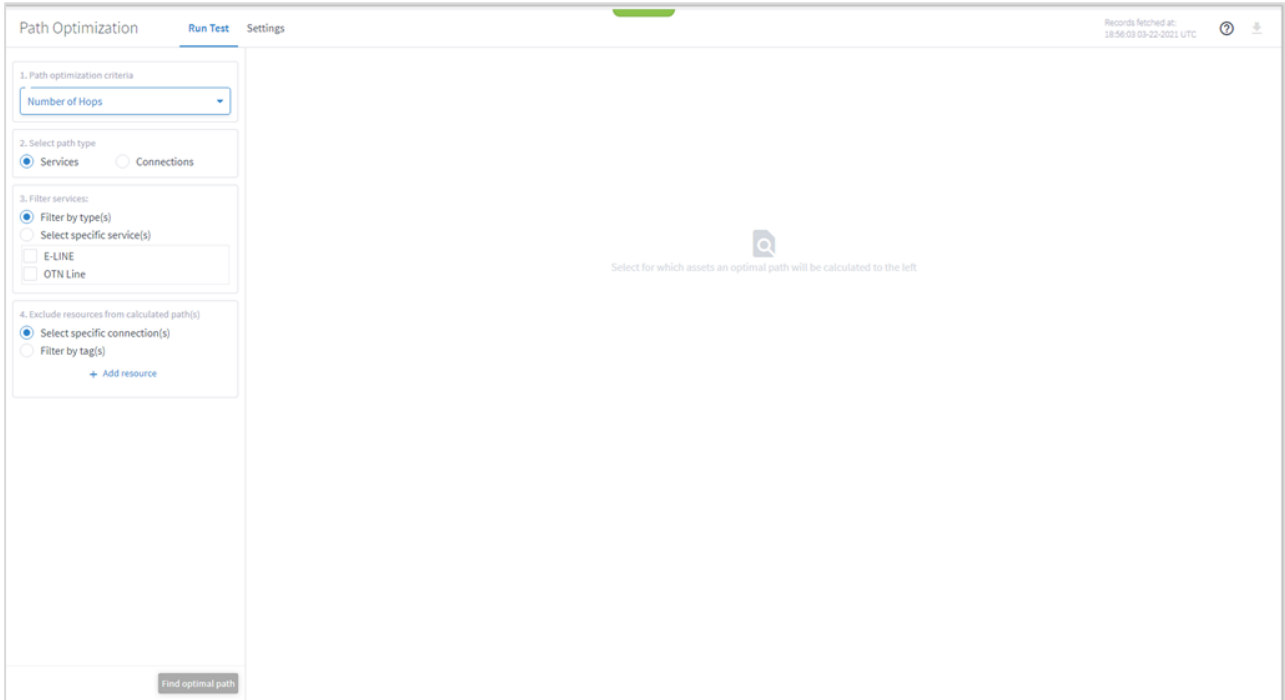 Path Optimization
Run Test
Settings
Records fetched at:
18:56:03 03-22-2021 UTC
1. Path optimization criteria
Number of Hops
2. Select path type
Services
Connections
3. Filter services:
Filter by type(s)
Select specific service(s)
E-LINE
OTN Line
4. Exclude resources from calculated path(s)
Select specific connection(s)
Filter by tag(s)
+ Add resource
Find optimal path
Select for which assets an optimal path will be calculated to the left